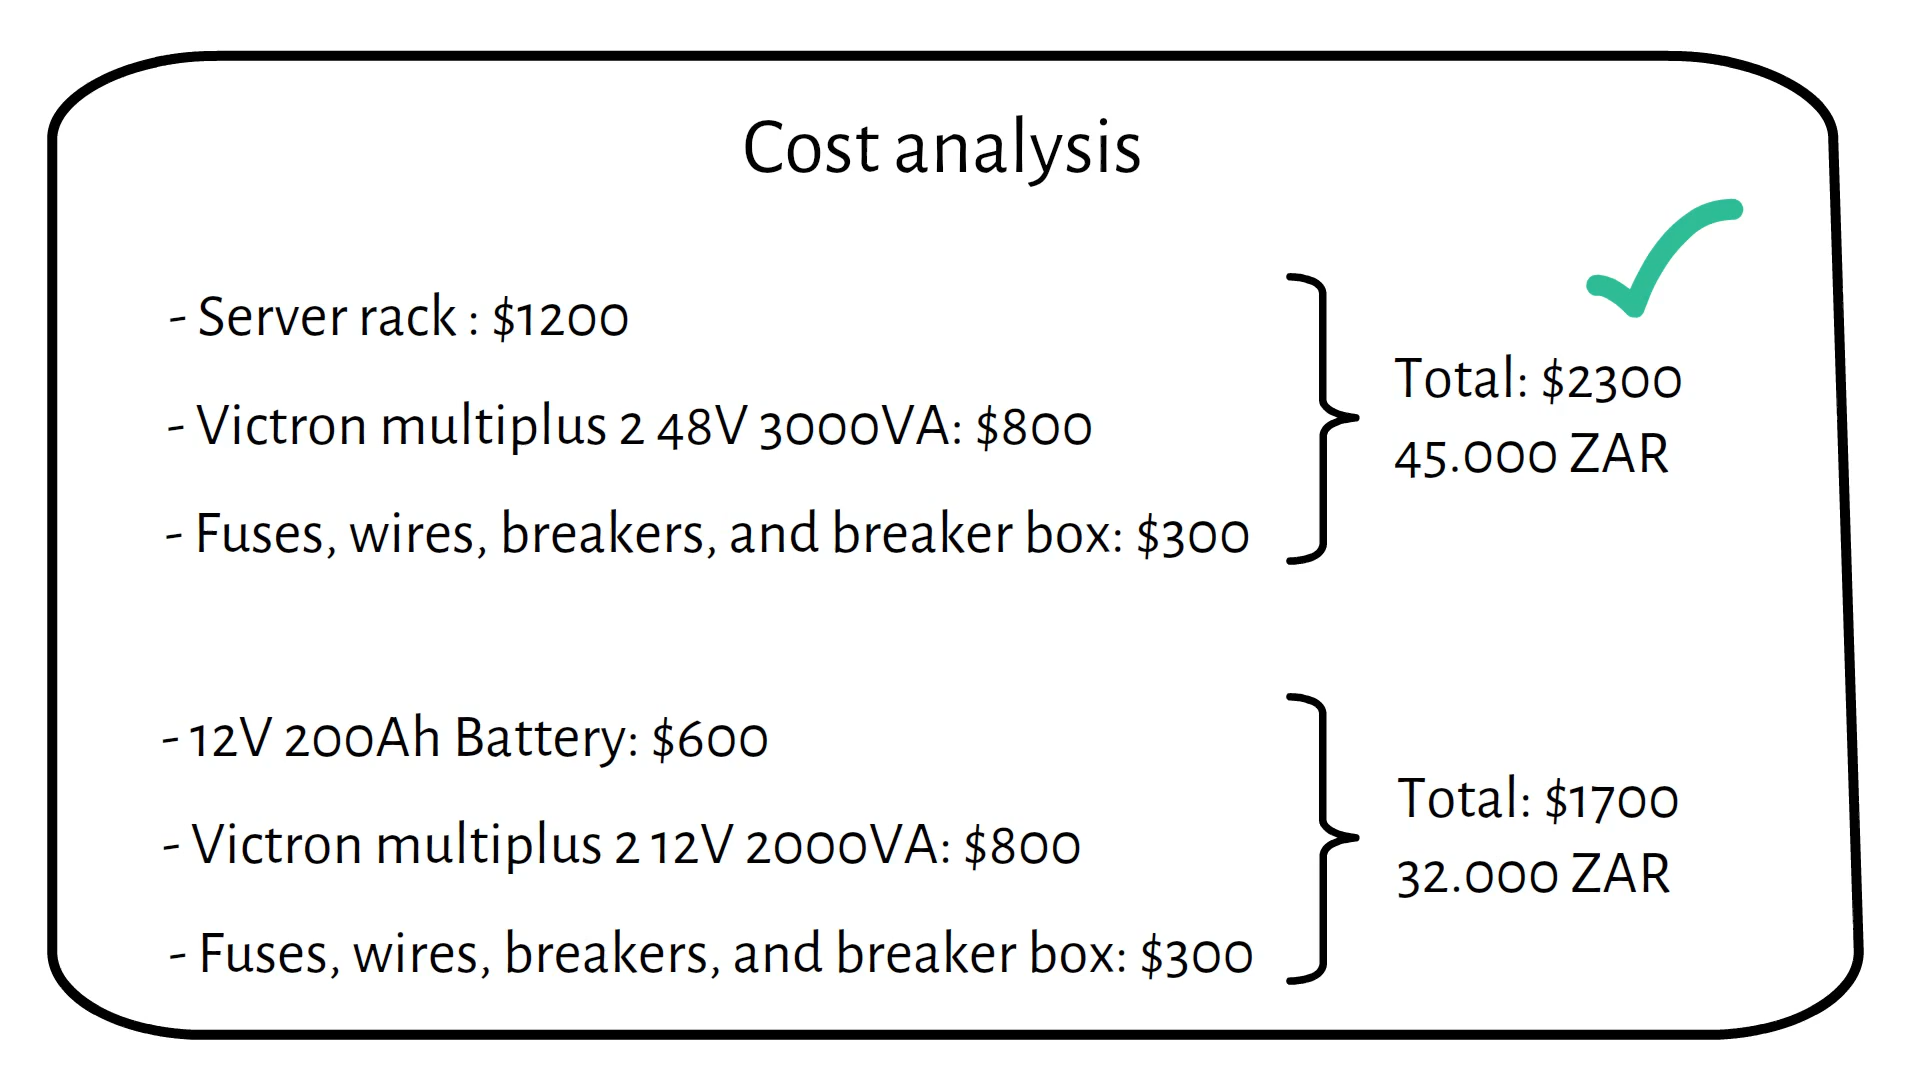 Cost analysis
- Server rack : $1200
- Victron multiplus 2 48V 3000VA: $800
- Fuses, wires, breakers, and breaker box: $300
Total: $2300
45.000 ZAR
- 12V 200Ah Battery: $600
- Victron multiplus 2 12V 2000VA: $800
- Fuses, wires, breakers, and breaker box: $300
Total: $1700
32.000 ZAR